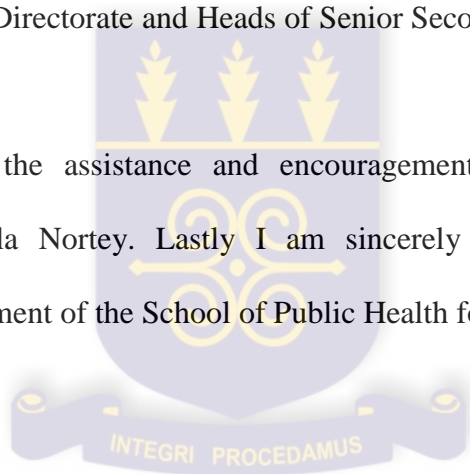 Directorate and Heads of Senior Seco
the assistance and encouragement
la Nortey. Lastly I am sincerely
ment of the School of Public Health fo
INTEGRI PROCEDAMUS